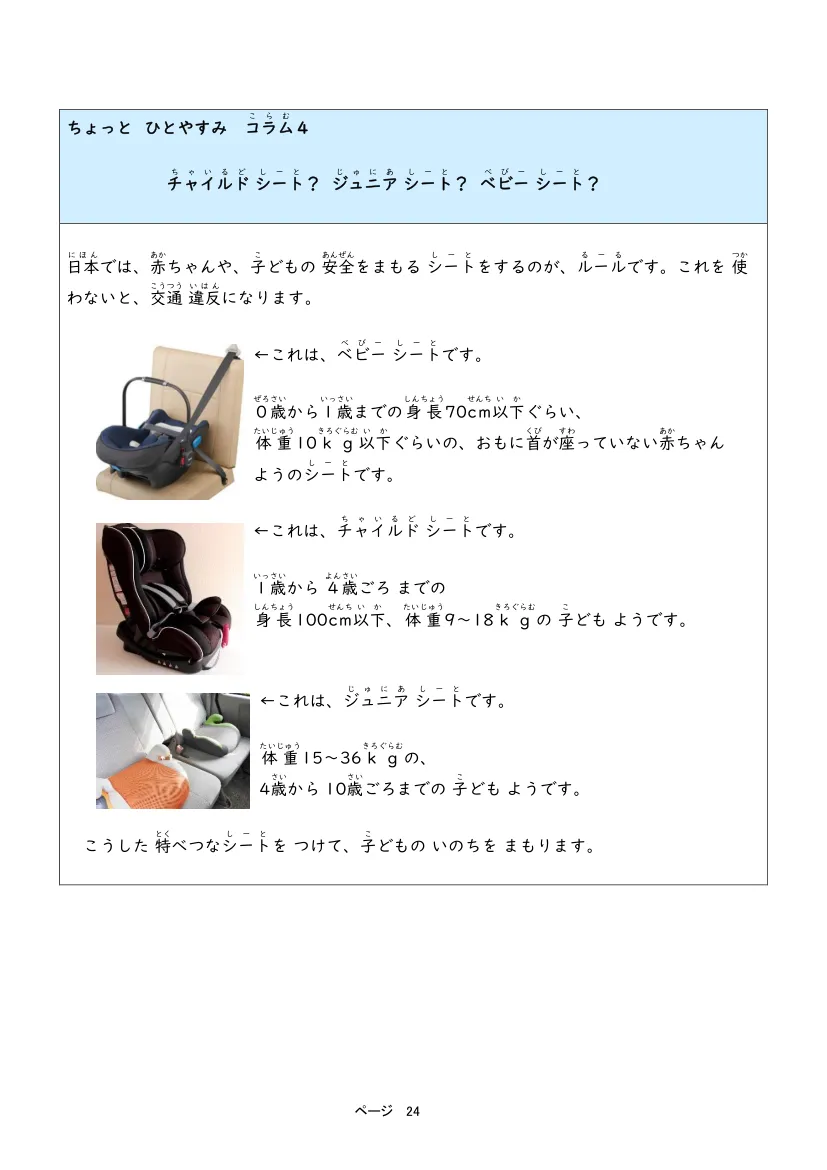 ちょっと ひとやすみ コラム4
チャイルド シート? ジュニア シート? ベビー シート?
日本では、赤ちゃんや、子どもの 安全をまもる シートをするのが、ルールです。これを 使
わないと、交通 違反になります。
←これは、ベビー シートです。
0歳から1歳までの身長70cm以下ぐらい、
体重10kg以下ぐらいの、おもに首が座っていない赤ちゃん
ようのシートです。
←これは、チャイルド シートです。
1歳から 4歳ごろ までの
身長100cm以下、体重9~18kgの 子ども ようです。
←これは、ジュニア シートです。
体重15~36kgの、
4歳から 10歳ごろまでの 子ども ようです。
こうした 特べつなシートを つけて、子どもの いのちを まもります。
ページ 24